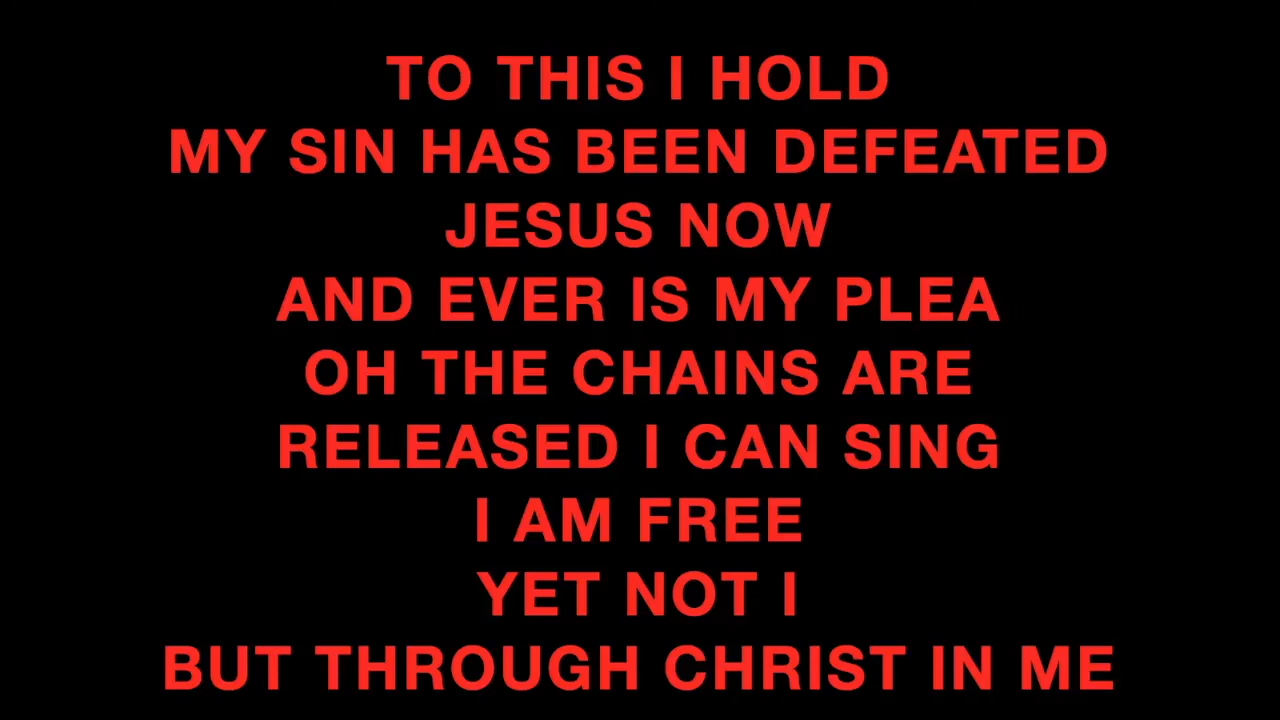 TO THIS I HOLD
MY SIN HAS BEEN DEFEATED
JESUS NOW
AND EVER IS MY PLEA
OH THE CHAINS ARE
RELEASED I CAN SING
I AM FREE
YET NOT I
BUT THROUGH CHRIST IN ME